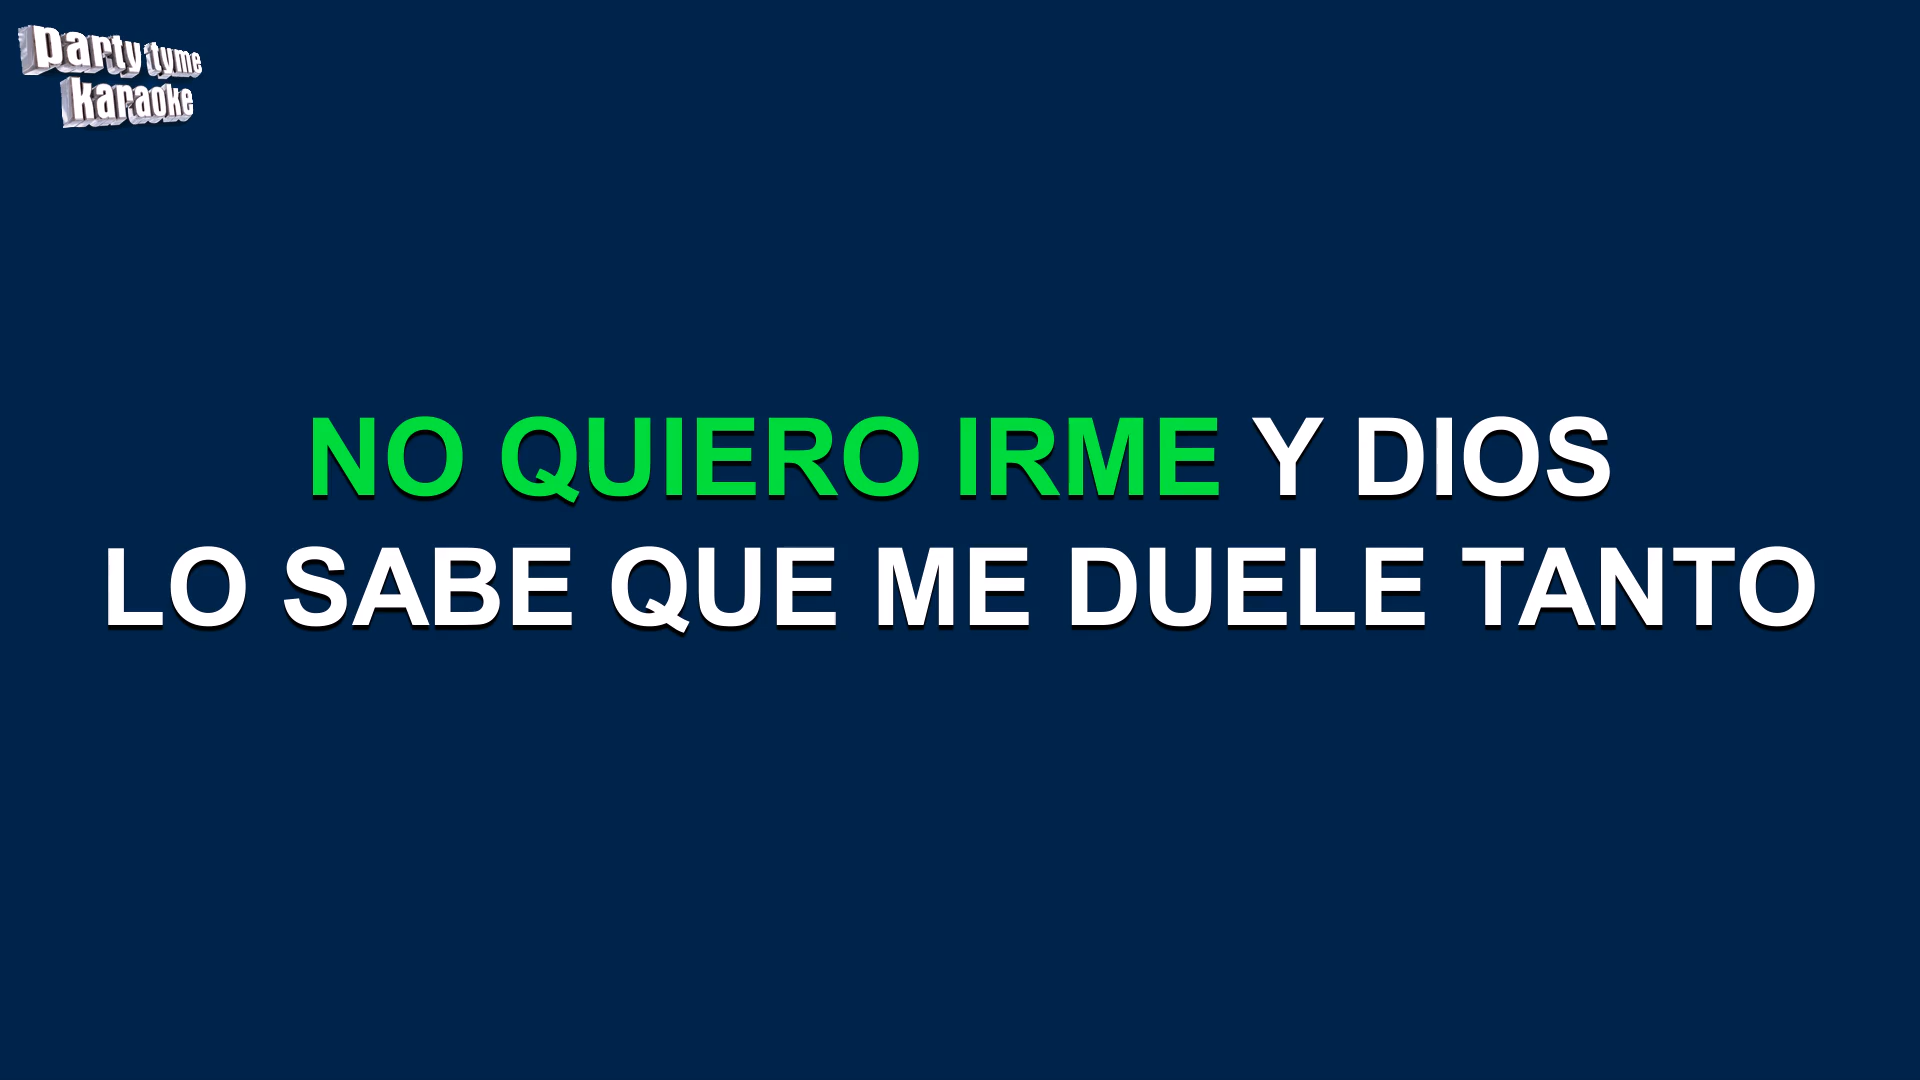 party tyme
karaoke
NO QUIERO IRME Y DIOS
LO SABE QUE ME DUELE TANTO